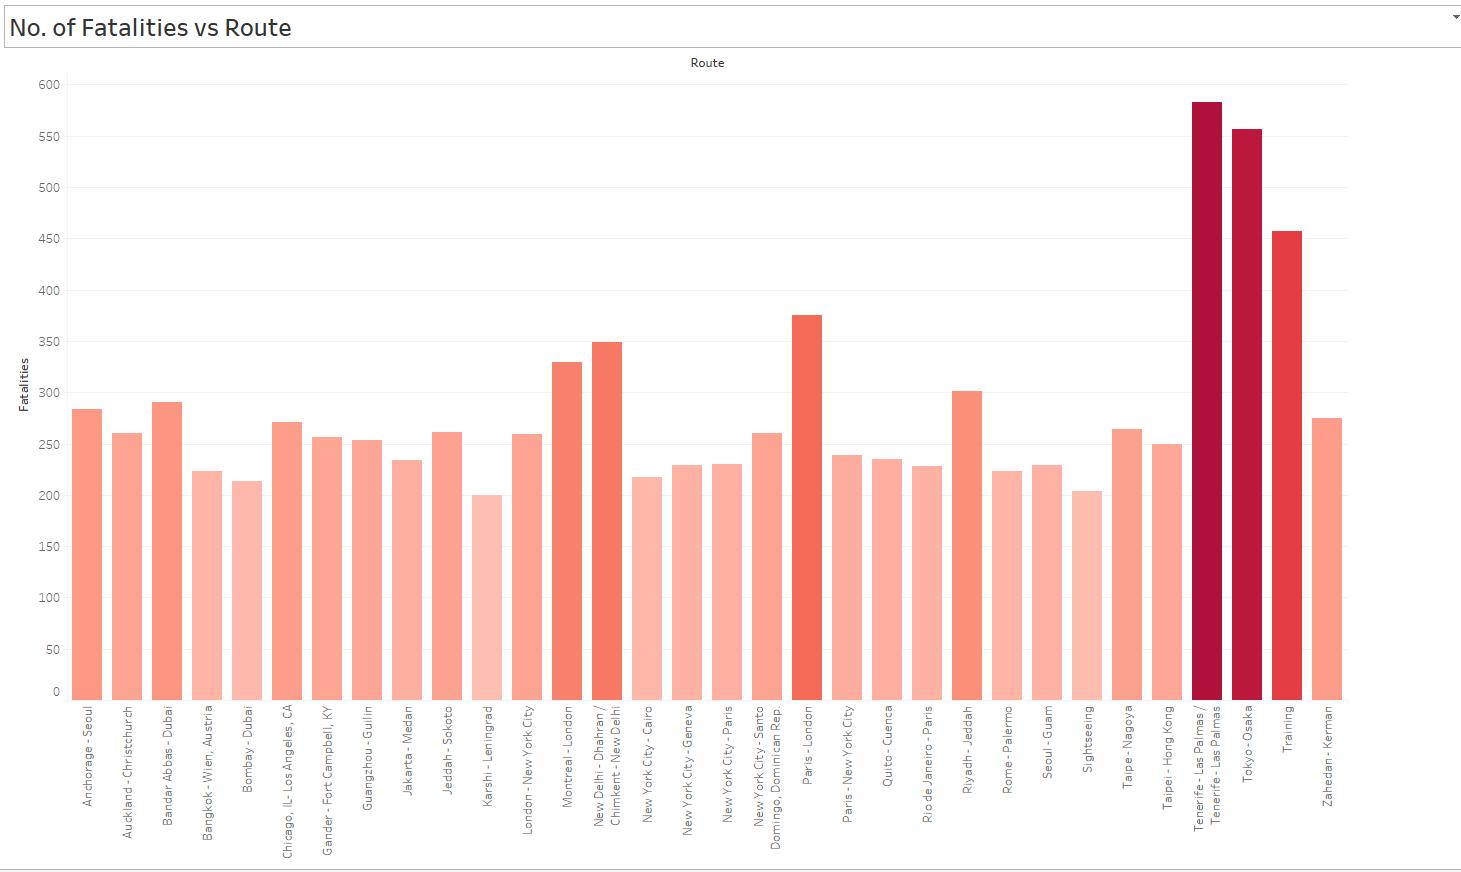 No. of Fatalities vs Route
Route
600
550
500
450
400
350
300
250
200
150
100
50
0
Fatalities
Anchorage - Seoul
Auckland - Christchurch
Bandar Abbas - Dubai
Bangkok - Wien, Austria
Bombay - Dubai
Chicago, IL- Los Angeles, CA
Gander - Fort Campbell, KY
Guangzhou - Guilin
Jakarta - Medan
Jeddah - Sokoto
Karshi - Leningrad
London - New York City
Montreal - London
New Delhi - Dhahran /
Chimkent - New Delhi
New York City - Cairo
New York City - Geneva
New York City - Paris
New York City - Santo
Domingo, Dominican Rep.
Paris - London
Paris - New York City
Quito - Cuenca
Rio de Janeiro - Paris
Riyadh - Jeddah
Rome - Palermo
Seoul - Guam
Sightseeing
Taipe - Nagoya
Taipei - Hong Kong
Tenerife - Las Palmas /
Tenerife - Las Palmas
Tokyo - Osaka
Training
Zahedan - Kerman